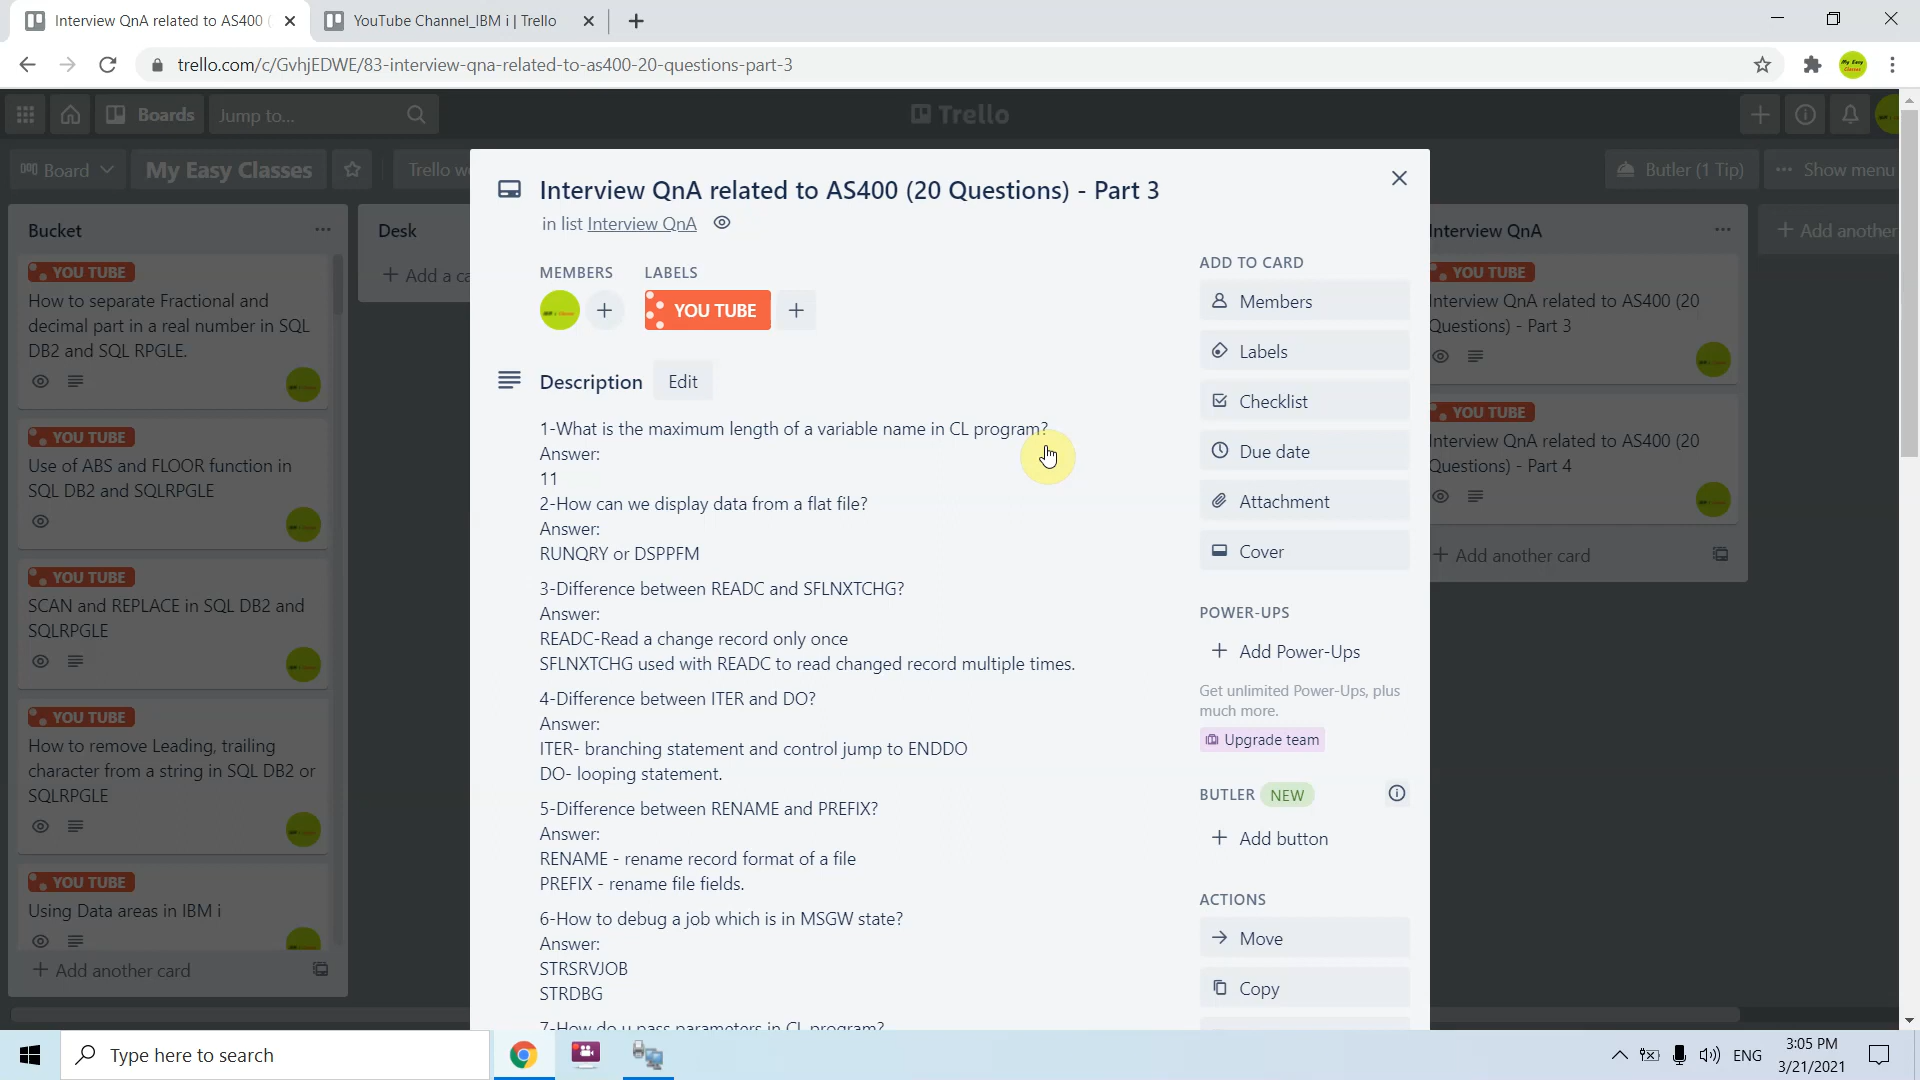 Interview QnA related to AS400 (
YouTube Channel_IBM i | Trello
trello.com/c/GvhjEDWE/83-interview-qna-related-to-as400-20-questions-part-3
Boards
Jump to...
Trello
Board
My Easy Classes
Trello w
Butler (1 Tip)
Show menu
Bucket
YOU TUBE
How to separate Fractional and
decimal part in a real number in SQL
DB2 and SQL RPGLE.
YOU TUBE
Use of ABS and FLOOR function in
SQL DB2 and SQLRPGLE
YOU TUBE
SCAN and REPLACE in SQL DB2 and
SQLRPGLE
YOU TUBE
How to remove Leading, trailing
character from a string in SQL DB2 or
SQLRPGLE
YOU TUBE
Using Data areas in IBM i
+ Add another card
Desk
+ Add a ca
Interview QnA related to AS400 (20 Questions) - Part 3
in list Interview QnA
MEMBERS
LABELS
YOU TUBE
Description
Edit
1-What is the maximum length of a variable name in CL program?
Answer:
11
2-How can we display data from a flat file?
Answer:
RUNQRY or DSPPFM
3-Difference between READC and SFLNXTCHG?
Answer:
READC-Read a change record only once
SFLNXTCHG used with READC to read changed record multiple times.
4-Difference between ITER and DO?
Answer:
ITER- branching statement and control jump to ENDDO
DO- looping statement.
5-Difference between RENAME and PREFIX?
Answer:
RENAME - rename record format of a file
PREFIX - rename file fields.
6-How to debug a job which is in MSGW state?
Answer:
STRSRVJOB
STRDBG
7-How do u pass parameters in CL program?
ADD TO CARD
Members
Labels
Checklist
Due date
Attachment
Cover
POWER-UPS
+ Add Power-Ups
Get unlimited Power-Ups, plus
much more.
Upgrade team
BUTLER NEW
+ Add button
ACTIONS
Move
Copy
Interview QnA
YOU TUBE
Interview QnA related to AS400 (20
Questions) - Part 3
YOU TUBE
Interview QnA related to AS400 (20
Questions) - Part 4
+ Add another card
+ Add another
Type here to search
ENG
3:05 PM
3/21/2021